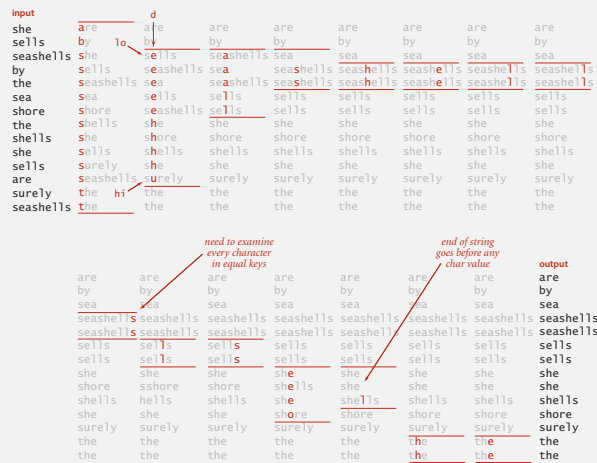 input
d
she are are are are are are are are
sells by by by by by by by by
lo
seashells she sells seashells sea sea sea sea sea
by sells seashells sea seashells seashells seashells seashells seashells
the seashells sea seashells seashells seashells seashells seashells seashells
sea sea sells sells sells sells sells sells sells
shore shore seashells sells sells sells sells sells sells
the shells she she she she she she she
shells she shore shore shore shore shore shore shore
she sells shells shells shells shells shells shells shells
sells surely she she she she she she she
are seashells surely surely surely surely surely surely surely
hi
surely the the the the the the the the
seashells the the the the the the the the
need to examine
every character
in equal keys
end of string
goes before any
char value
output
are are are are are are are are
by by by by by by by by
sea sea sea sea sea sea sea sea
seashells seashells seashells seashells seashells seashells seashells seashells
seashells seashells seashells seashells seashells seashells seashells seashells
sells sells sells sells sells sells sells sells
sells sells sells sells sells sells sells sells
she she she she she she she she
shore sshore shore shells she she she she
shells hells shells she shells shells shells shells
she she she shore shore shore shore shore
surely surely surely surely surely surely surely surely
the the the the the the the the
the the the the the the the the